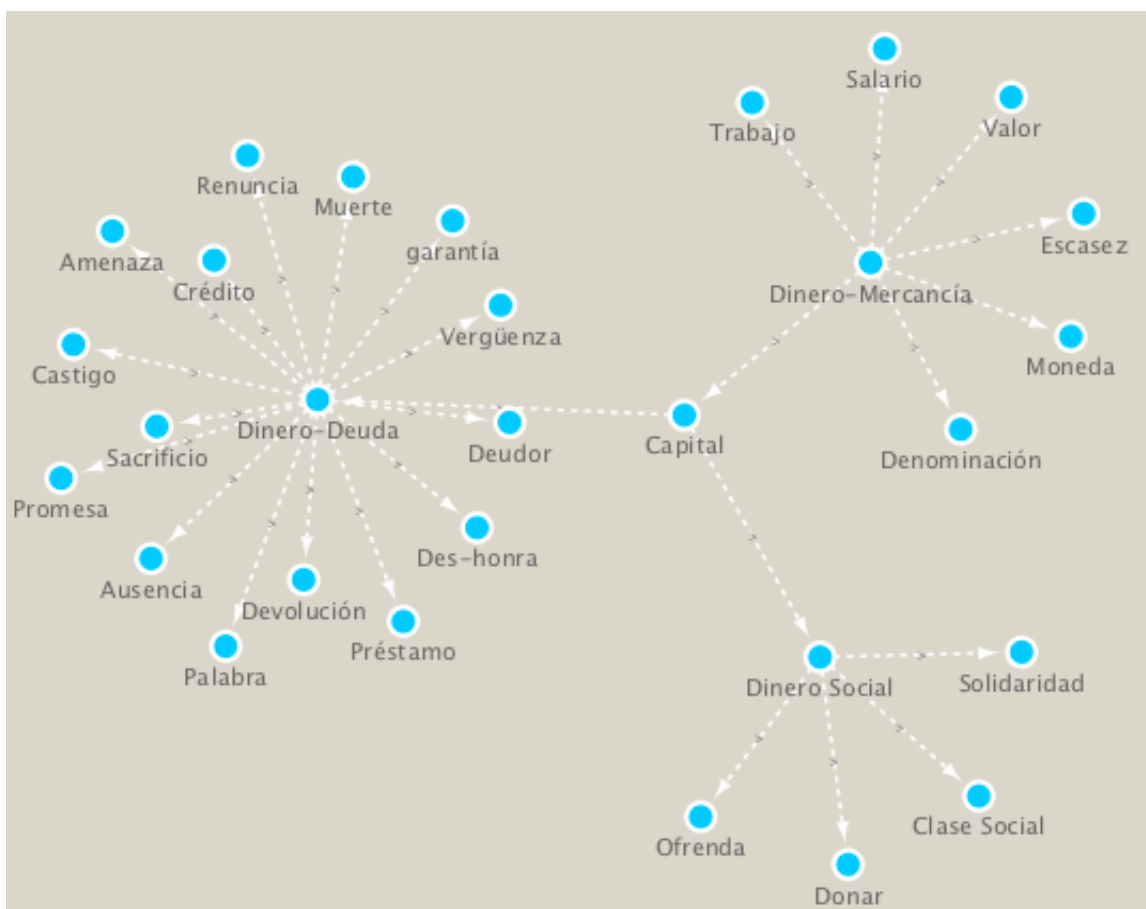 Salario
Trabajo
Valor
Renuncia
Muerte
garantía
Amenaza
Crédito
Escasez
Dinero-Mercancía
Vergüenza
Castigo
Moneda
Dinero-Deuda
Sacrificio
Deudor
Capital
Denominación
Promesa
Des-honra
Ausencia
Devolución
Préstamo
Palabra
Dinero Social
Solidaridad
Clase Social
Ofrenda
Donar